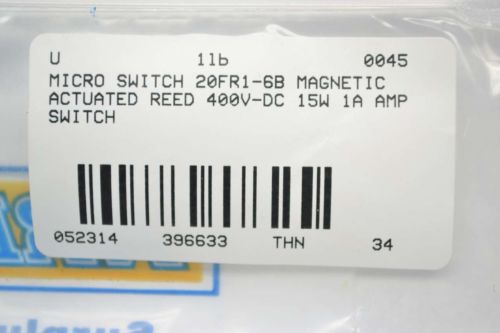 U 1lb 0045
MICRO SWITCH 20FR1-6B MAGNETIC
ACTUATED REED 400V-DC 15W 1A AMP
SWITCH
052314 396633 THN 34